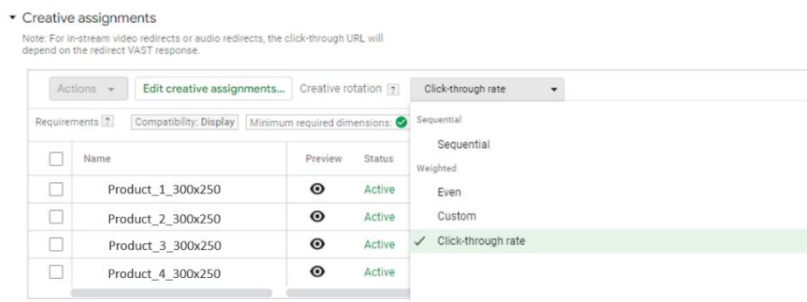 Creative assignments
Note: For in-stream video redirects or audio redirects, the click-through URL will
depend on the redirect VAST response.
Actions Edit creative assignments... Creative rotation ? Click-through rate
Requirements ? Compatibility: Display Minimum required dimensions:
Sequential
Sequential
Weighted
Even
Custom
Click-through rate
Name Preview Status
Product_1_300x250 Active
Product_2_300x250 Active
Product_3_300x250 Active
Product_4_300x250 Active